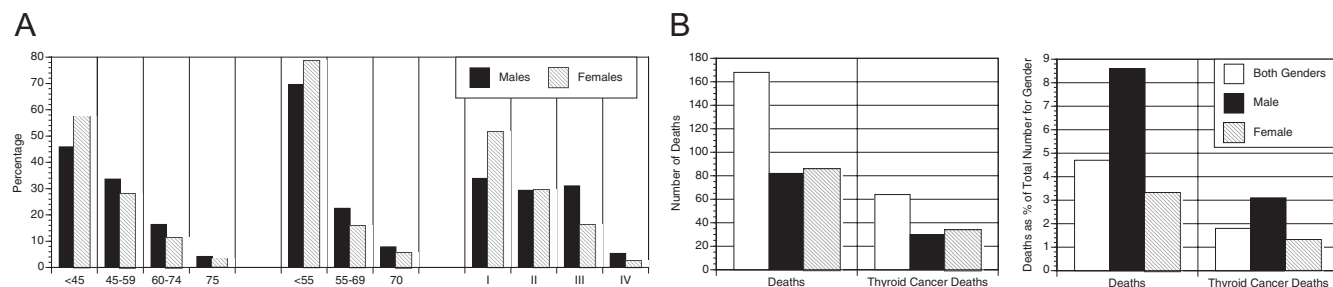 A
Percentage
80
70
60
50
40
30
20
10
0
Males Females
<45 45-59 60-74 75 <55 55-69 70 I II III IV
B
Number of Deaths
180
160
140
120
100
80
60
40
20
0
Deaths Thyroid Cancer Deaths
Deaths as % of Total Number for Gender
9
8
7
6
5
4
3
2
1
0
Both Genders
Male
Female
Deaths Thyroid Cancer Deaths